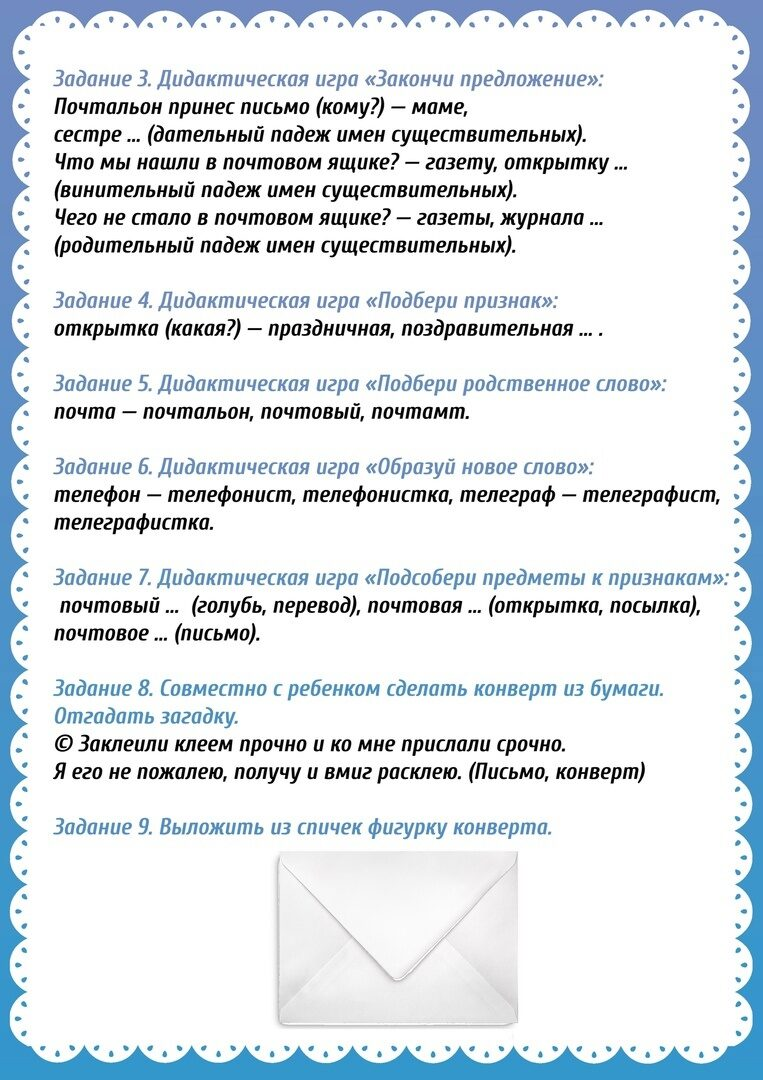 Задание 3. Дидактическая игра «Закончи предложение»:
Почтальон принес письмо (кому?) — маме,
сестре ... (дательный падеж имен существительных).
Что мы нашли в почтовом ящике? — газету, открытку ...
(винительный падеж имен существительных).
Чего не стало в почтовом ящике? — газеты, журнала ...
(родительный падеж имен существительных).
Задание 4. Дидактическая игра «Подбери признак»:
открытка (какая?) — праздничная, поздравительная ... .
Задание 5. Дидактическая игра «Подбери родственное слово»:
почта — почтальон, почтовый, почтамт.
Задание 6. Дидактическая игра «Образуй новое слово»:
телефон — телефонист, телефонистка, телеграф — телеграфист,
телеграфистка.
Задание 7. Дидактическая игра «Подсобери предметы к признакам»:
почтовый ... (голубь, перевод), почтовая ... (открытка, посылка),
почтовое ... (письмо).
Задание 8. Совместно с ребенком сделать конверт из бумаги.
Отгадать загадку.
© Заклеили клеем прочно и ко мне прислали срочно.
Я его не пожалею, получу и вмиг расклею. (Письмо, конверт)
Задание 9. Выложить из спичек фигурку конверта.